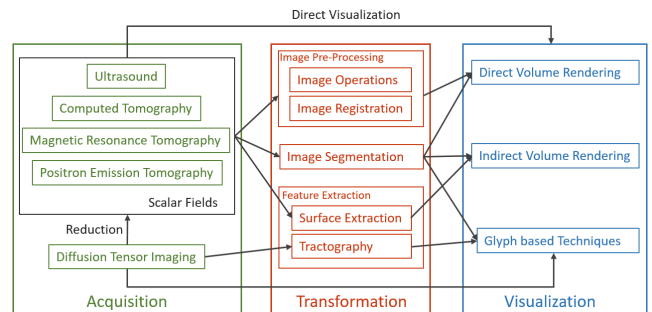 Direct Visualization
Ultrasound
Computed Tomography
Magnetic Resonance Tomography
Positron Emission Tomography
Scalar Fields
Reduction
Diffusion Tensor Imaging
Acquisition
Image Pre-Processing
Image Operations
Image Registration
Image Segmentation
Feature Extraction
Surface Extraction
Tractography
Transformation
Direct Volume Rendering
Indirect Volume Rendering
Glyph based Techniques
Visualization